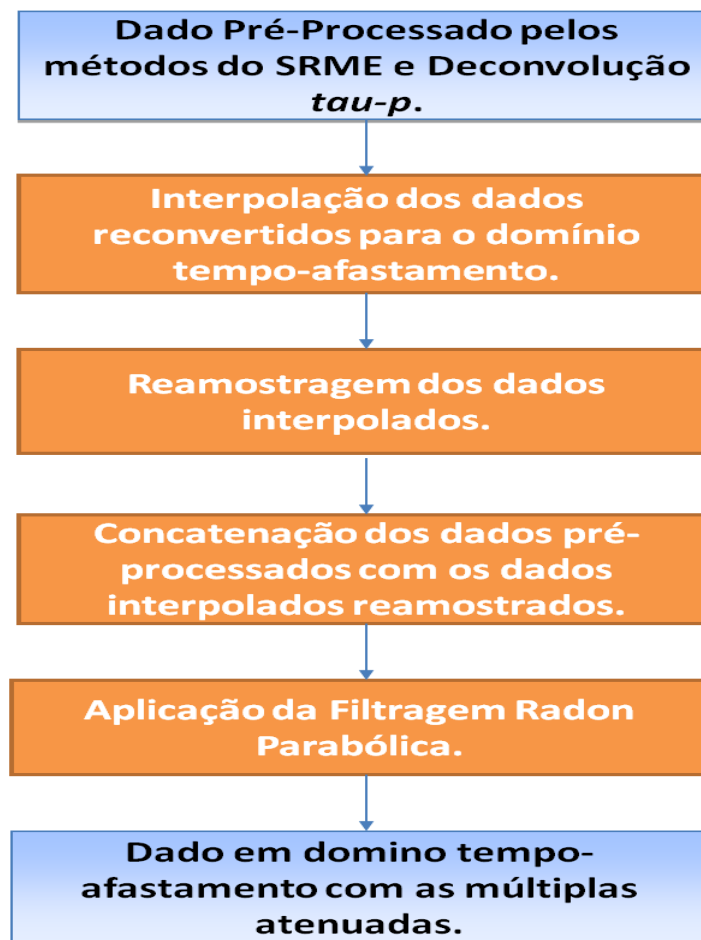 Dado Pré-Processado pelos
métodos do SRME e Deconvolução
tau-p.
Interpolação dos dados
reconvertidos para o domínio
tempo-afastamento.
Reamostragem dos dados
interpolados.
Concatenação dos dados pré-
processados com os dados
interpolados reamostrados.
Aplicação da Filtragem Radon
Parabólica.
Dado em domino tempo-
afastamento com as múltiplas
atenuadas.